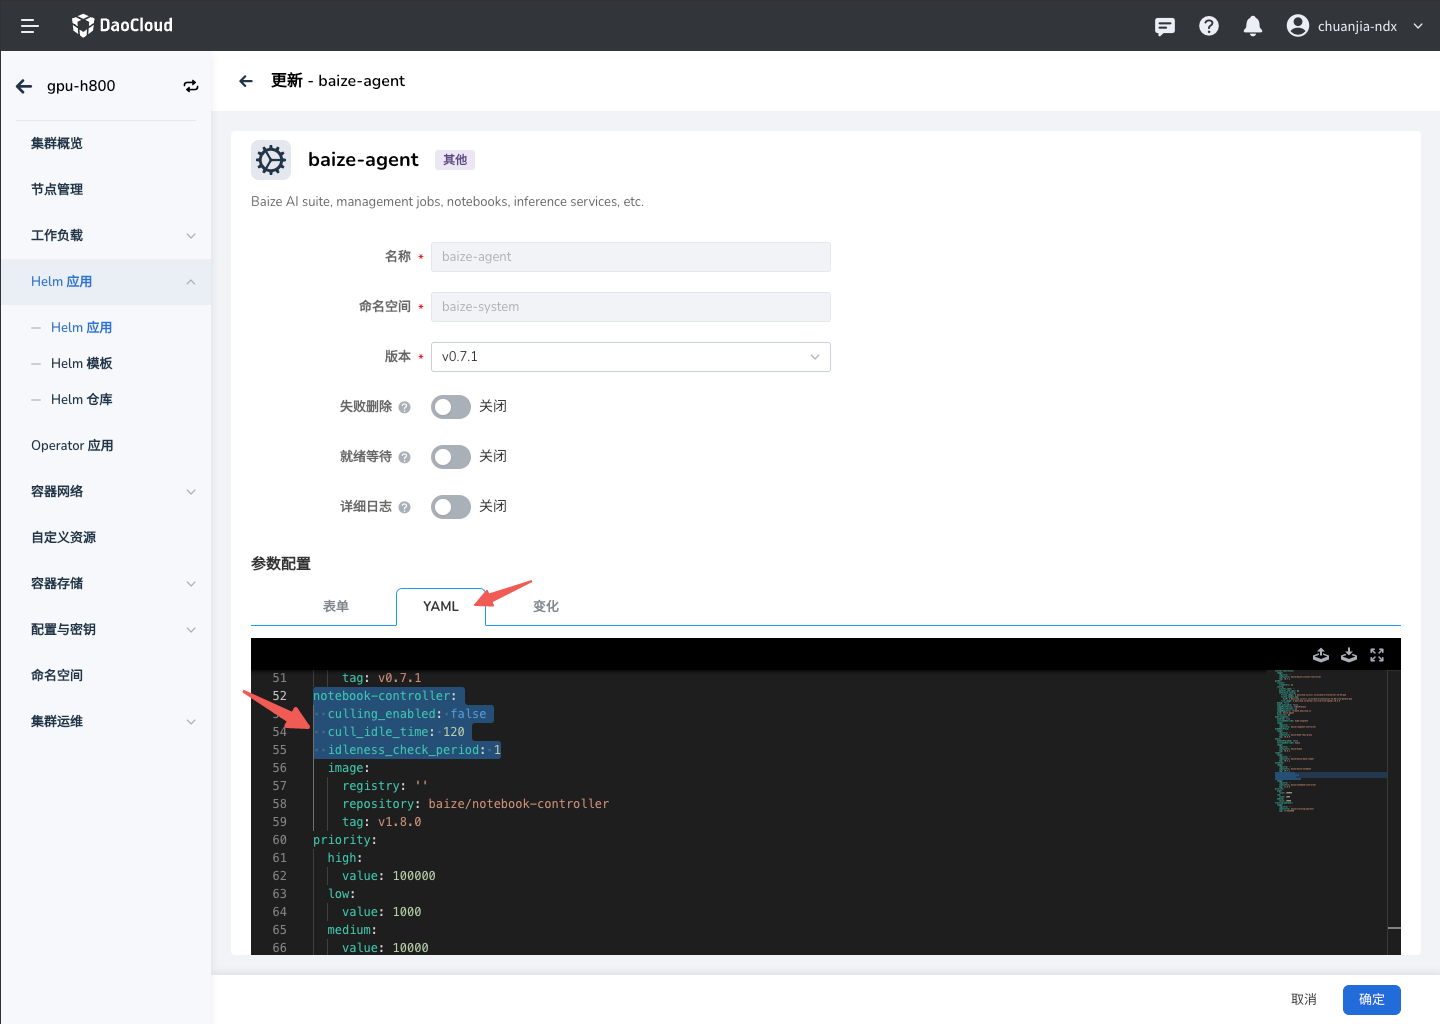 DaoCloud
chuanjia-ndx
gpu-h800
集群概览
节点管理
工作负载
Helm 应用
Helm 应用
Helm 模板
Helm 仓库
Operator 应用
容器网络
自定义资源
容器存储
配置与密钥
命名空间
集群运维
更新 - baize-agent
baize-agent 其他
Baize AI suite, management jobs, notebooks, inference services, etc.
名称 * baize-agent
命名空间 * baize-system
版本 * v0.7.1
失败删除 ? 关闭
就绪等待 ? 关闭
详细日志 ? 关闭
参数配置
表单 YAML 变化
51 tag: v0.7.1
52 notebook-controller:
culling_enabled: false
54 cull_idle_time: 120
55 idleness_check_period: 1
56 image:
57 registry: ''
58 repository: baize/notebook-controller
59 tag: v1.8.0
60 priority:
61 high:
62 value: 100000
63 low:
64 value: 1000
65 medium:
66 value: 10000
取消 确定